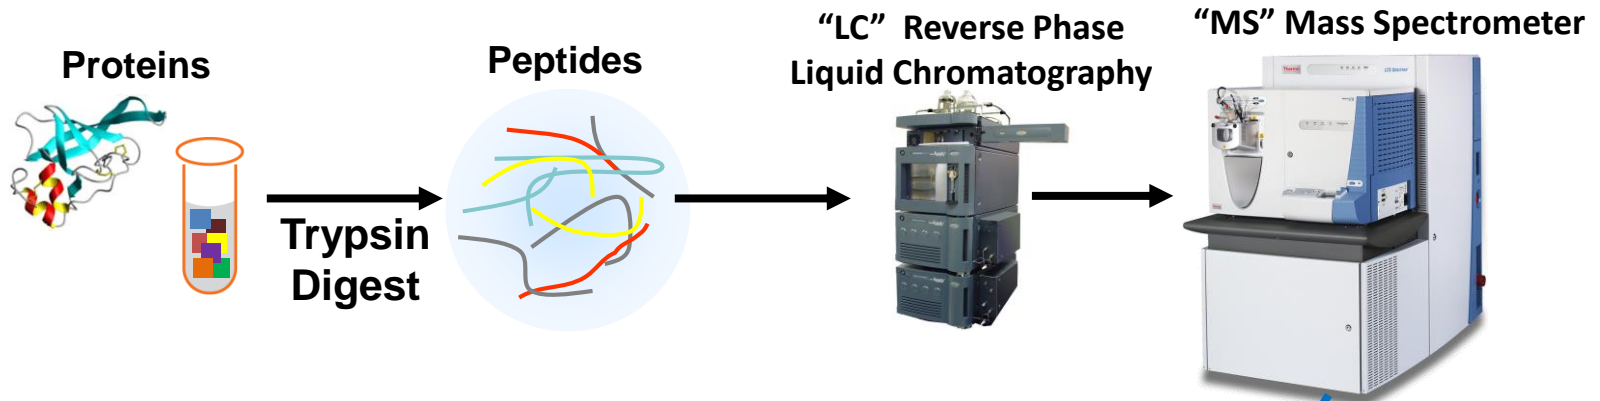 Proteins
Trypsin
Digest
Peptides
“LC” Reverse Phase
Liquid Chromatography
“MS” Mass Spectrometer